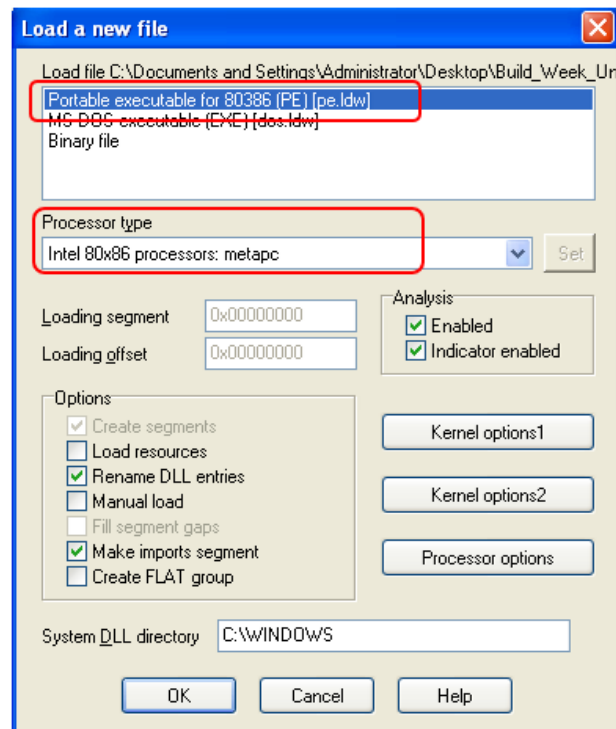 Load a new file
Load file C:\Documents and Settings\Administrator\Desktop\Build_Week_Un
Portable executable for 80386 (PE) [pe.ldw]
MS-DOS executable (EXE) [dos.ldw]
Binary file
Processor type
Intel 80x86 processors: metapc
Set
Loading segment
0x00000000
Loading offset
0x00000000
Analysis
Enabled
Indicator enabled
Options
Create segments
Load resources
Rename DLL entries
Manual load
Fill segment gaps
Make imports segment
Create FLAT group
Kernel options1
Kernel options2
Processor options
System DLL directory
C:\WINDOWS
OK
Cancel
Help